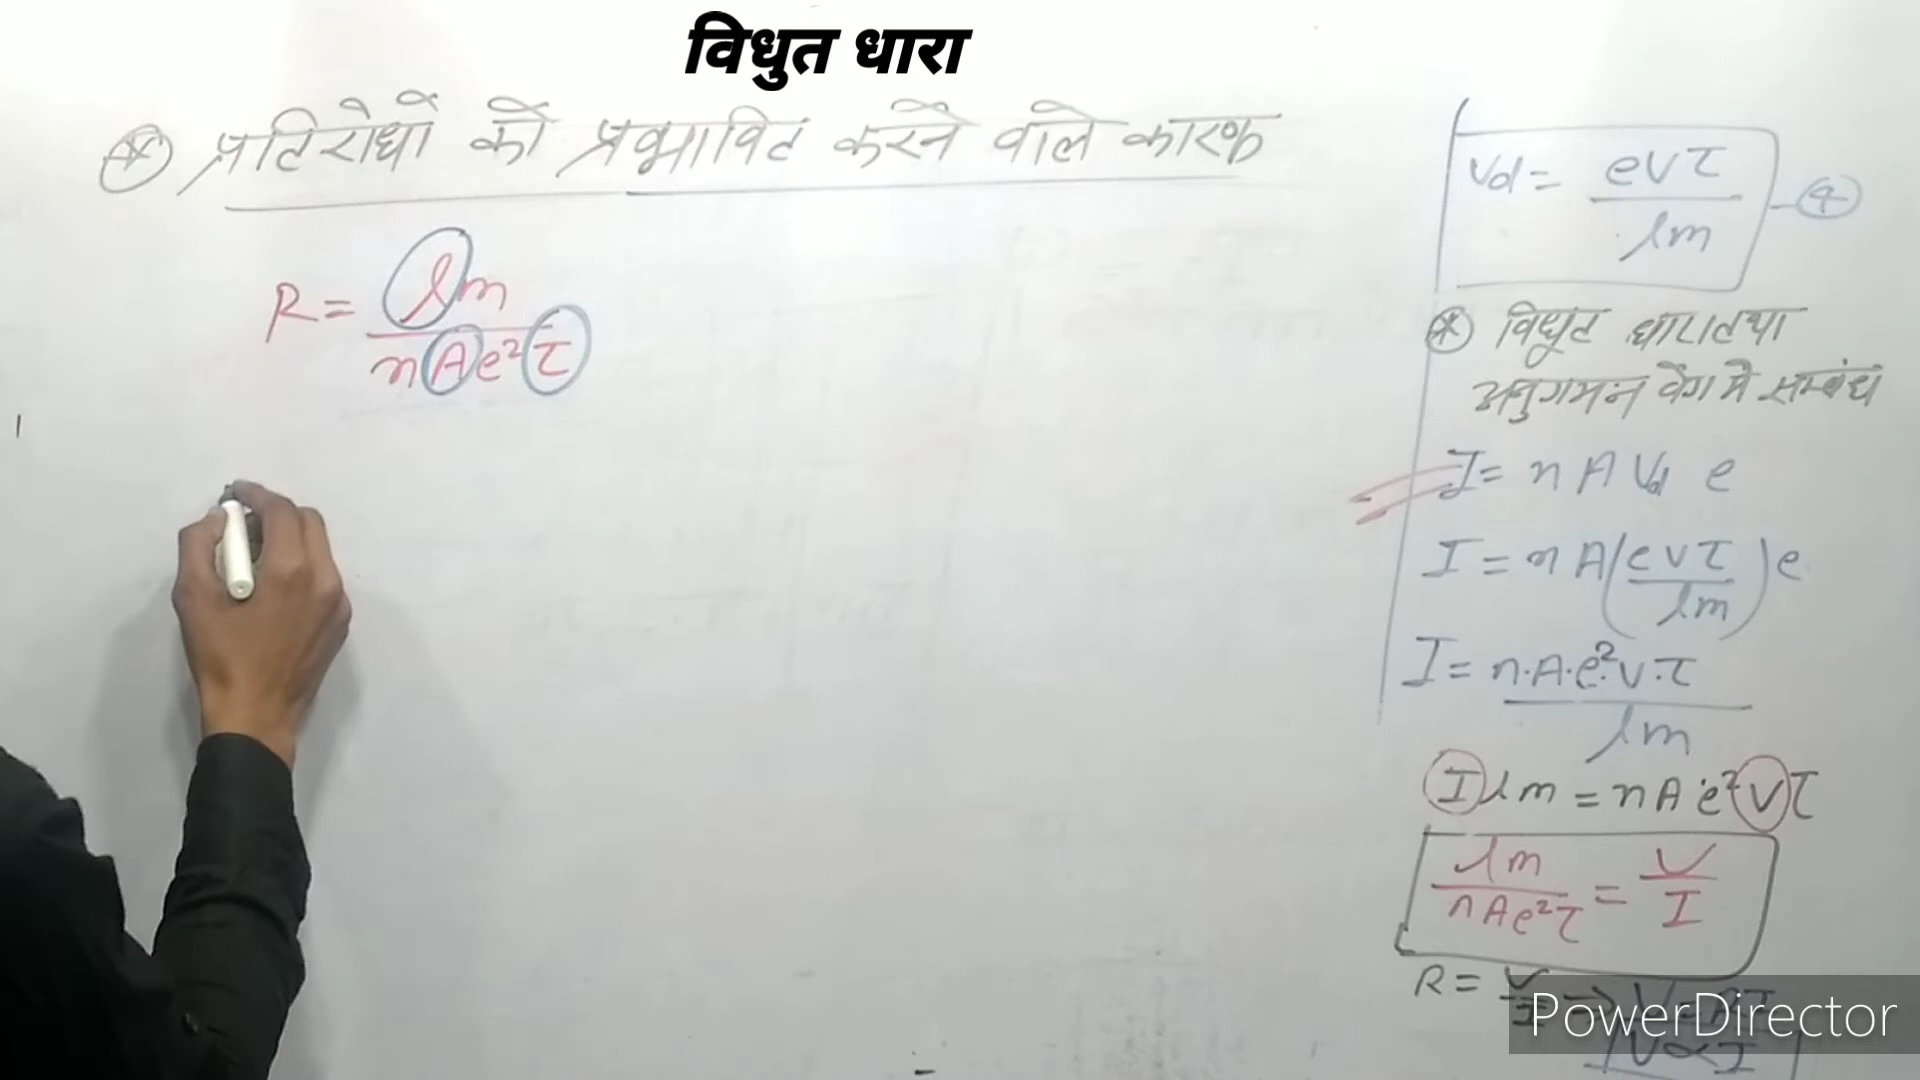 विधुत धारा
* प्रतिरोधों को प्रभावित करने वाले कारक
R = lm / nAe²τ
Vd = eVτ / lm — 4
* विधुत धारा तथा
अनुगमन वेग मे सम्बंध
I = n A Vd e
I = n A (eVτ / lm) e
I = n.A.e².V.τ / lm
I lm = n A e² V τ
lm / nAe²τ = V / I
R = V / I →
V ∝ I
PowerDirector